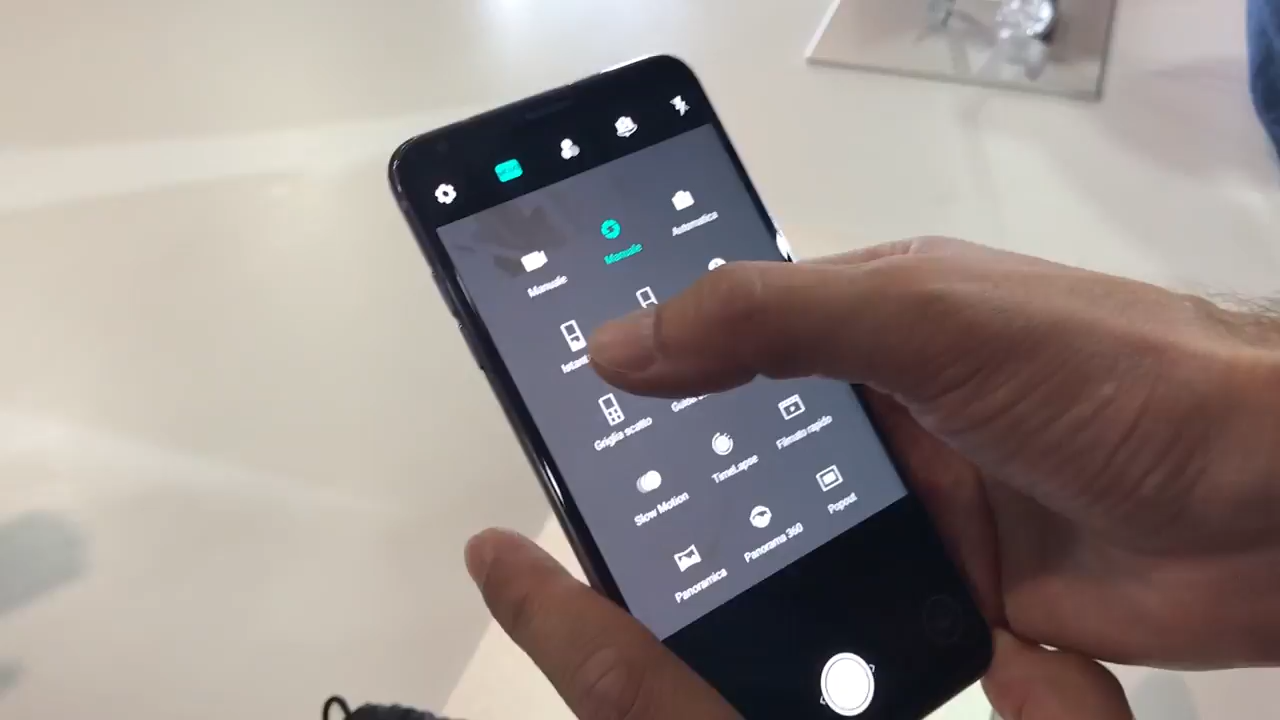 Manuale
Manuale
Automatica
Griglia scatto
Slow Motion
TimeLapse
Filmato rapido
Panoramica
Panorama 360
Popout